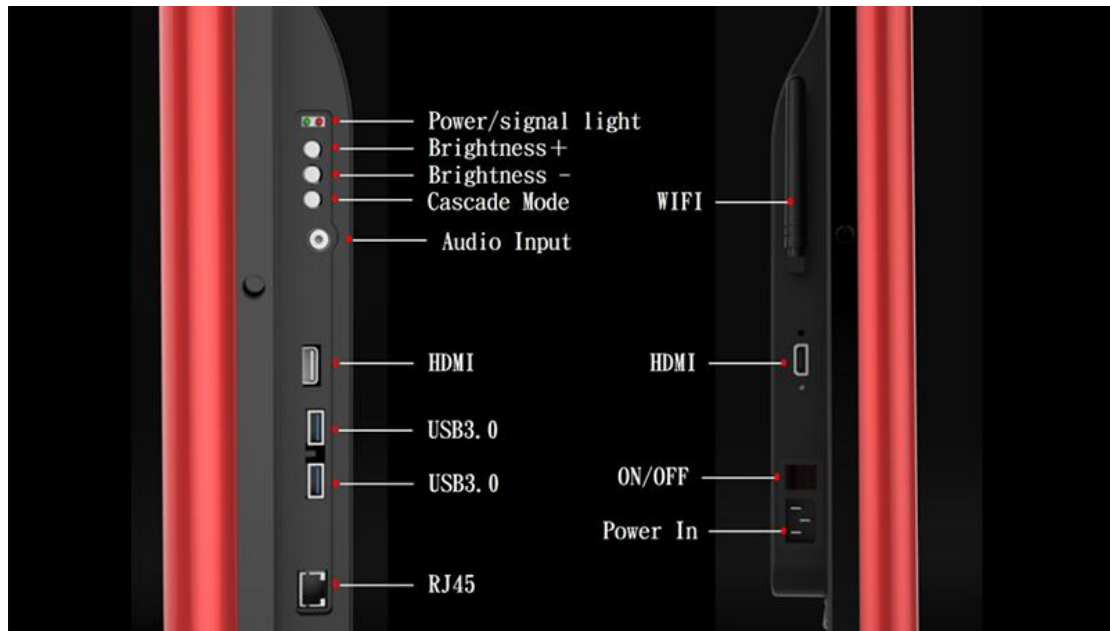 Power/signal light
Brightness+
Brightness -
Cascade Mode
Audio Input
HDMI
USB3.0
USB3.0
RJ45
WIFI
HDMI
ON/OFF
Power In